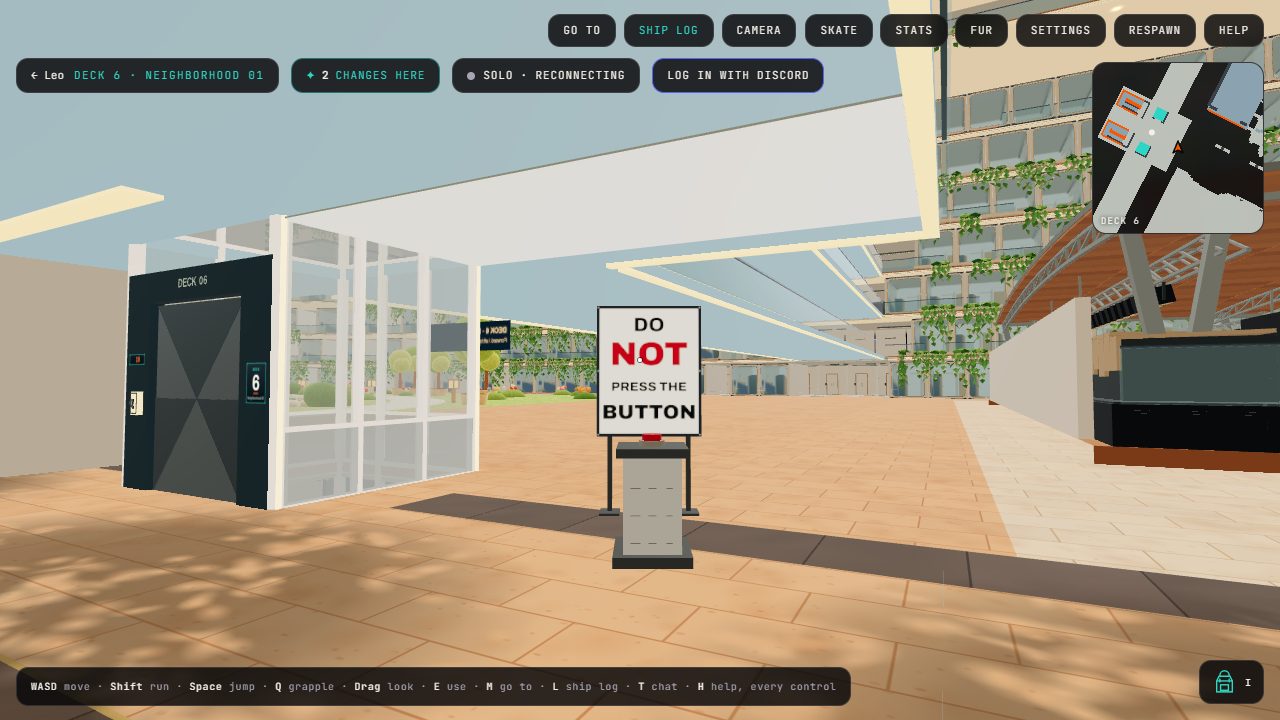 GO TO
SHIP LOG
CAMERA
SKATE
STATS
FUR
SETTINGS
RESPAWN
HELP
← Leo DECK 6 · NEIGHBORHOOD 01
✦ 2 CHANGES HERE
SOLO · RECONNECTING
LOG IN WITH DISCORD
DECK 6
DECK 06
6
DO
NOT
PRESS THE
BUTTON
WASD move · Shift run · Space jump · Q grapple · Drag look · E use · M go to · L ship log · T chat · H help, every control
I